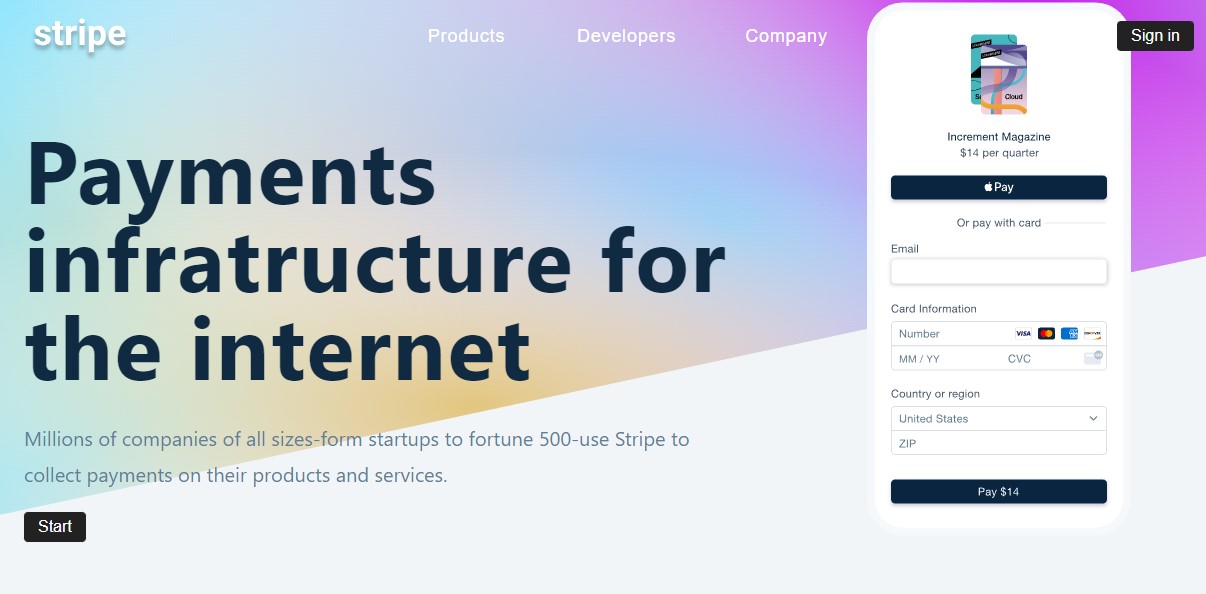 stripe
Products
Developers
Company
Sign in
Payments
infratructure for
the internet
Millions of companies of all sizes-form startups to fortune 500-use Stripe to
collect payments on their products and services.
Start
Cloud
Increment Magazine
$14 per quarter
Pay
Or pay with card
Email
Card Information
Number
VISA
MM / YY
CVC
Country or region
United States
ZIP
Pay $14